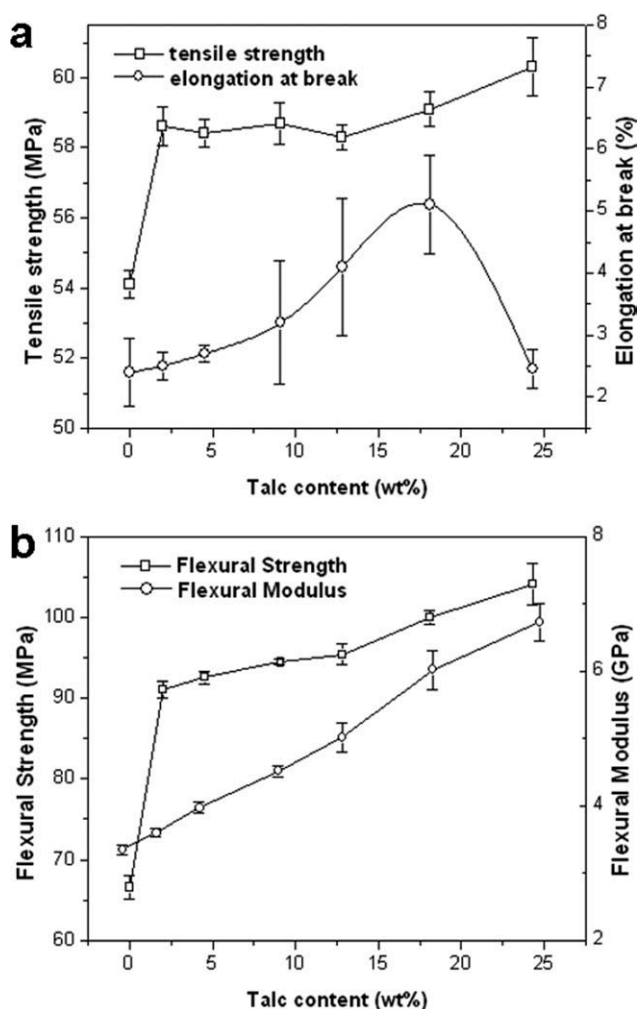 a
tensile strength
elongation at break
Tensile strength (MPa)
60
58
56
54
52
50
Elongation at break (%)
8
7
6
5
4
3
2
0 5 10 15 20 25
Talc content (wt%)
b
Flexural Strength
Flexural Modulus
Flexural Strength (MPa)
110
100
90
80
70
60
Flexural Modulus (GPa)
8
6
4
2
0 5 10 15 20 25
Talc content (wt%)